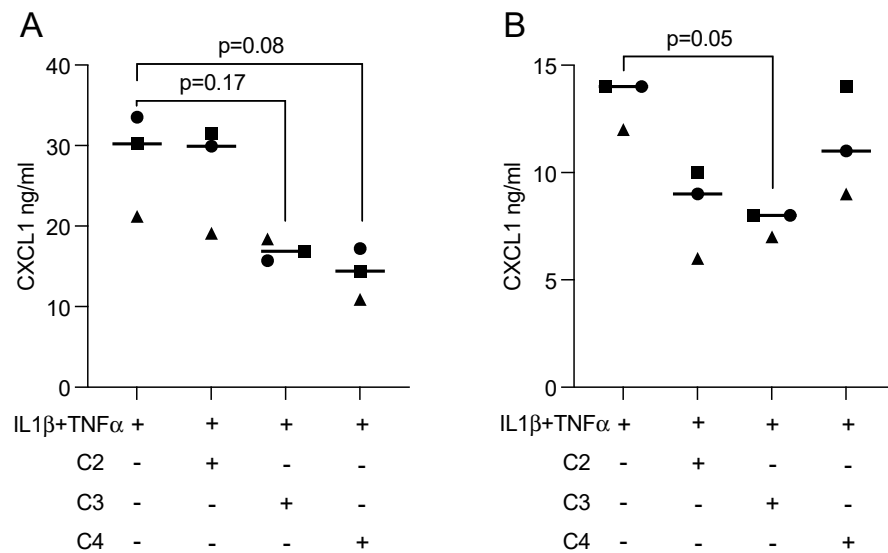 A
p=0.08
p=0.17
CXCL1 ng/ml
40
30
20
10
0
IL1β+TNFα + + + +
C2 - + - -
C3 - - + -
C4 - - - +
B
p=0.05
CXCL1 ng/ml
15
10
5
0
IL1β+TNFα + + + +
C2 - + - -
C3 - - + -
C4 - - - +